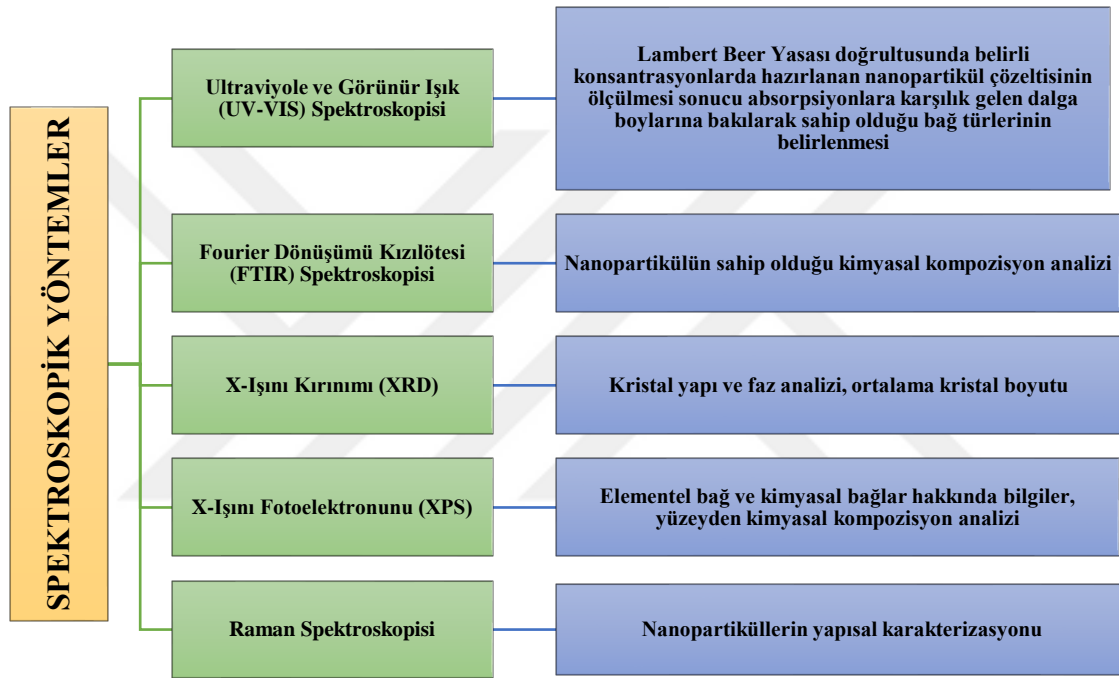 SPEKTROSKOPİK YÖNTEMLER
Ultraviyole ve Görünür Işık
(UV-VIS) Spektroskopisi
Lambert Beer Yasası doğrultusunda belirli
konsantrasyonlarda hazırlanan nanopartikül çözeltisinin
ölçülmesi sonucu absorpsiyonlara karşılık gelen dalga
boylarına bakılarak sahip olduğu bağ türlerinin
belirlenmesi
Fourier Dönüşümü Kızılötesi
(FTIR) Spektroskopisi
Nanopartikülün sahip olduğu kimyasal kompozisyon analizi
X-Işını Kırınımı (XRD)
Kristal yapı ve faz analizi, ortalama kristal boyutu
X-Işını Fotoelektronunu (XPS)
Elementel bağ ve kimyasal bağlar hakkında bilgiler,
yüzeyden kimyasal kompozisyon analizi
Raman Spektroskopisi
Nanopartiküllerin yapısal karakterizasyonu